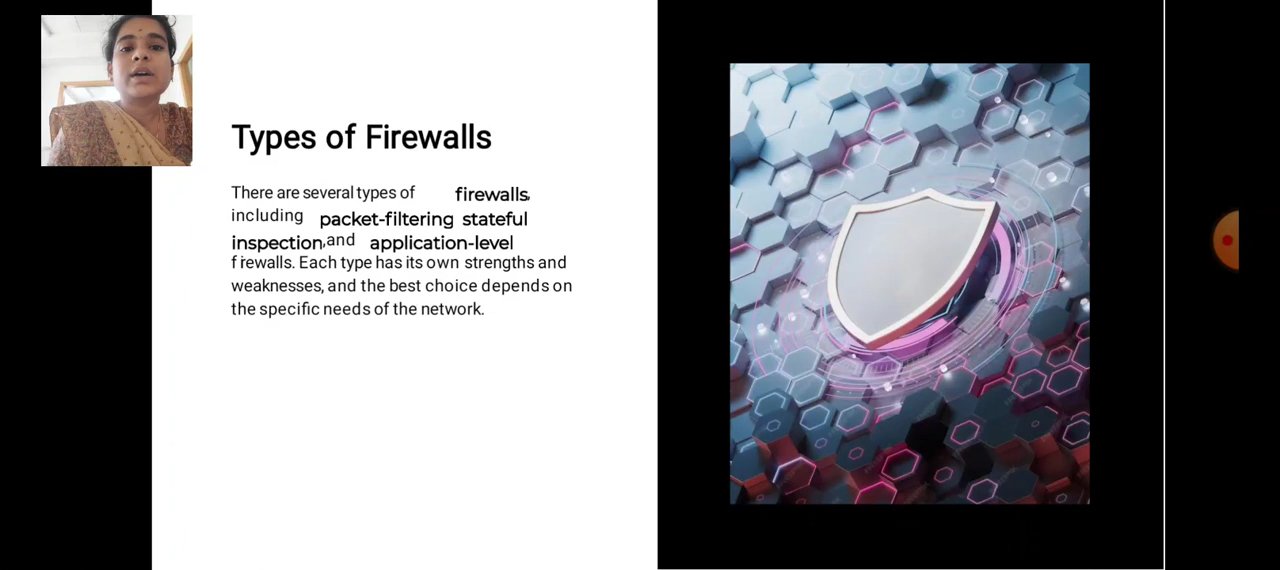 Types of Firewalls
There are several types of firewalls,
including packet-filtering stateful
inspection,and application-level
firewalls. Each type has its own strengths and
weaknesses, and the best choice depends on
the specific needs of the network.